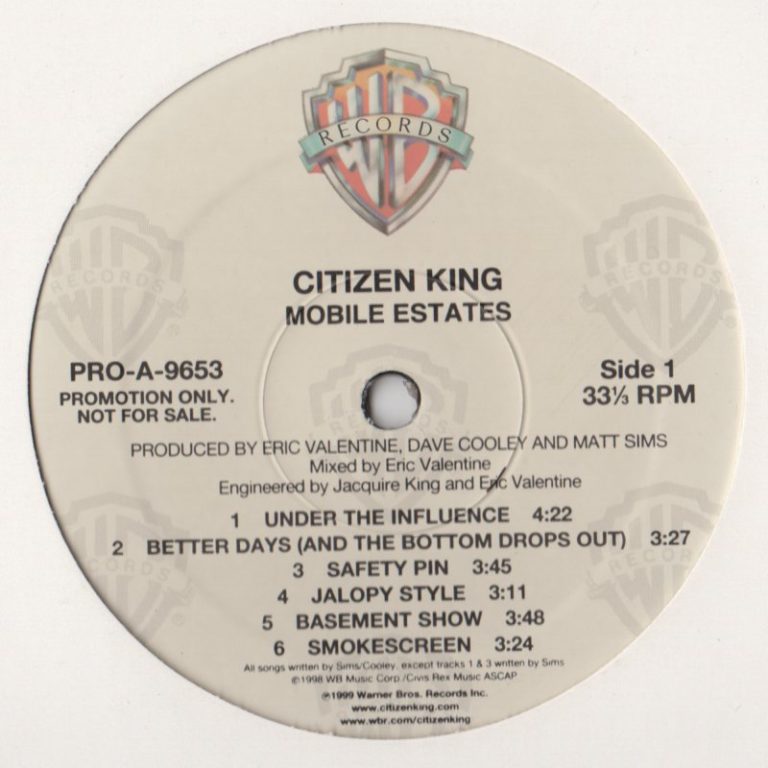 WB
RECORDS
CITIZEN KING
MOBILE ESTATES
PRO-A-9653
PROMOTION ONLY.
NOT FOR SALE.
Side 1
33⅓ RPM
PRODUCED BY ERIC VALENTINE, DAVE COOLEY AND MATT SIMS
Mixed by Eric Valentine
Engineered by Jacquire King and Eric Valentine
1 UNDER THE INFLUENCE 4:22
2 BETTER DAYS (AND THE BOTTOM DROPS OUT) 3:27
3 SAFETY PIN 3:45
4 JALOPY STYLE 3:11
5 BASEMENT SHOW 3:48
6 SMOKESCREEN 3:24
All songs written by Sims/Cooley, except tracks 1 & 3 written by Sims
℗1998 WB Music Corp./Civis Rex Music ASCAP
℗1999 Warner Bros. Records Inc.
www.citizenking.com
www.wbr.com/citizenking